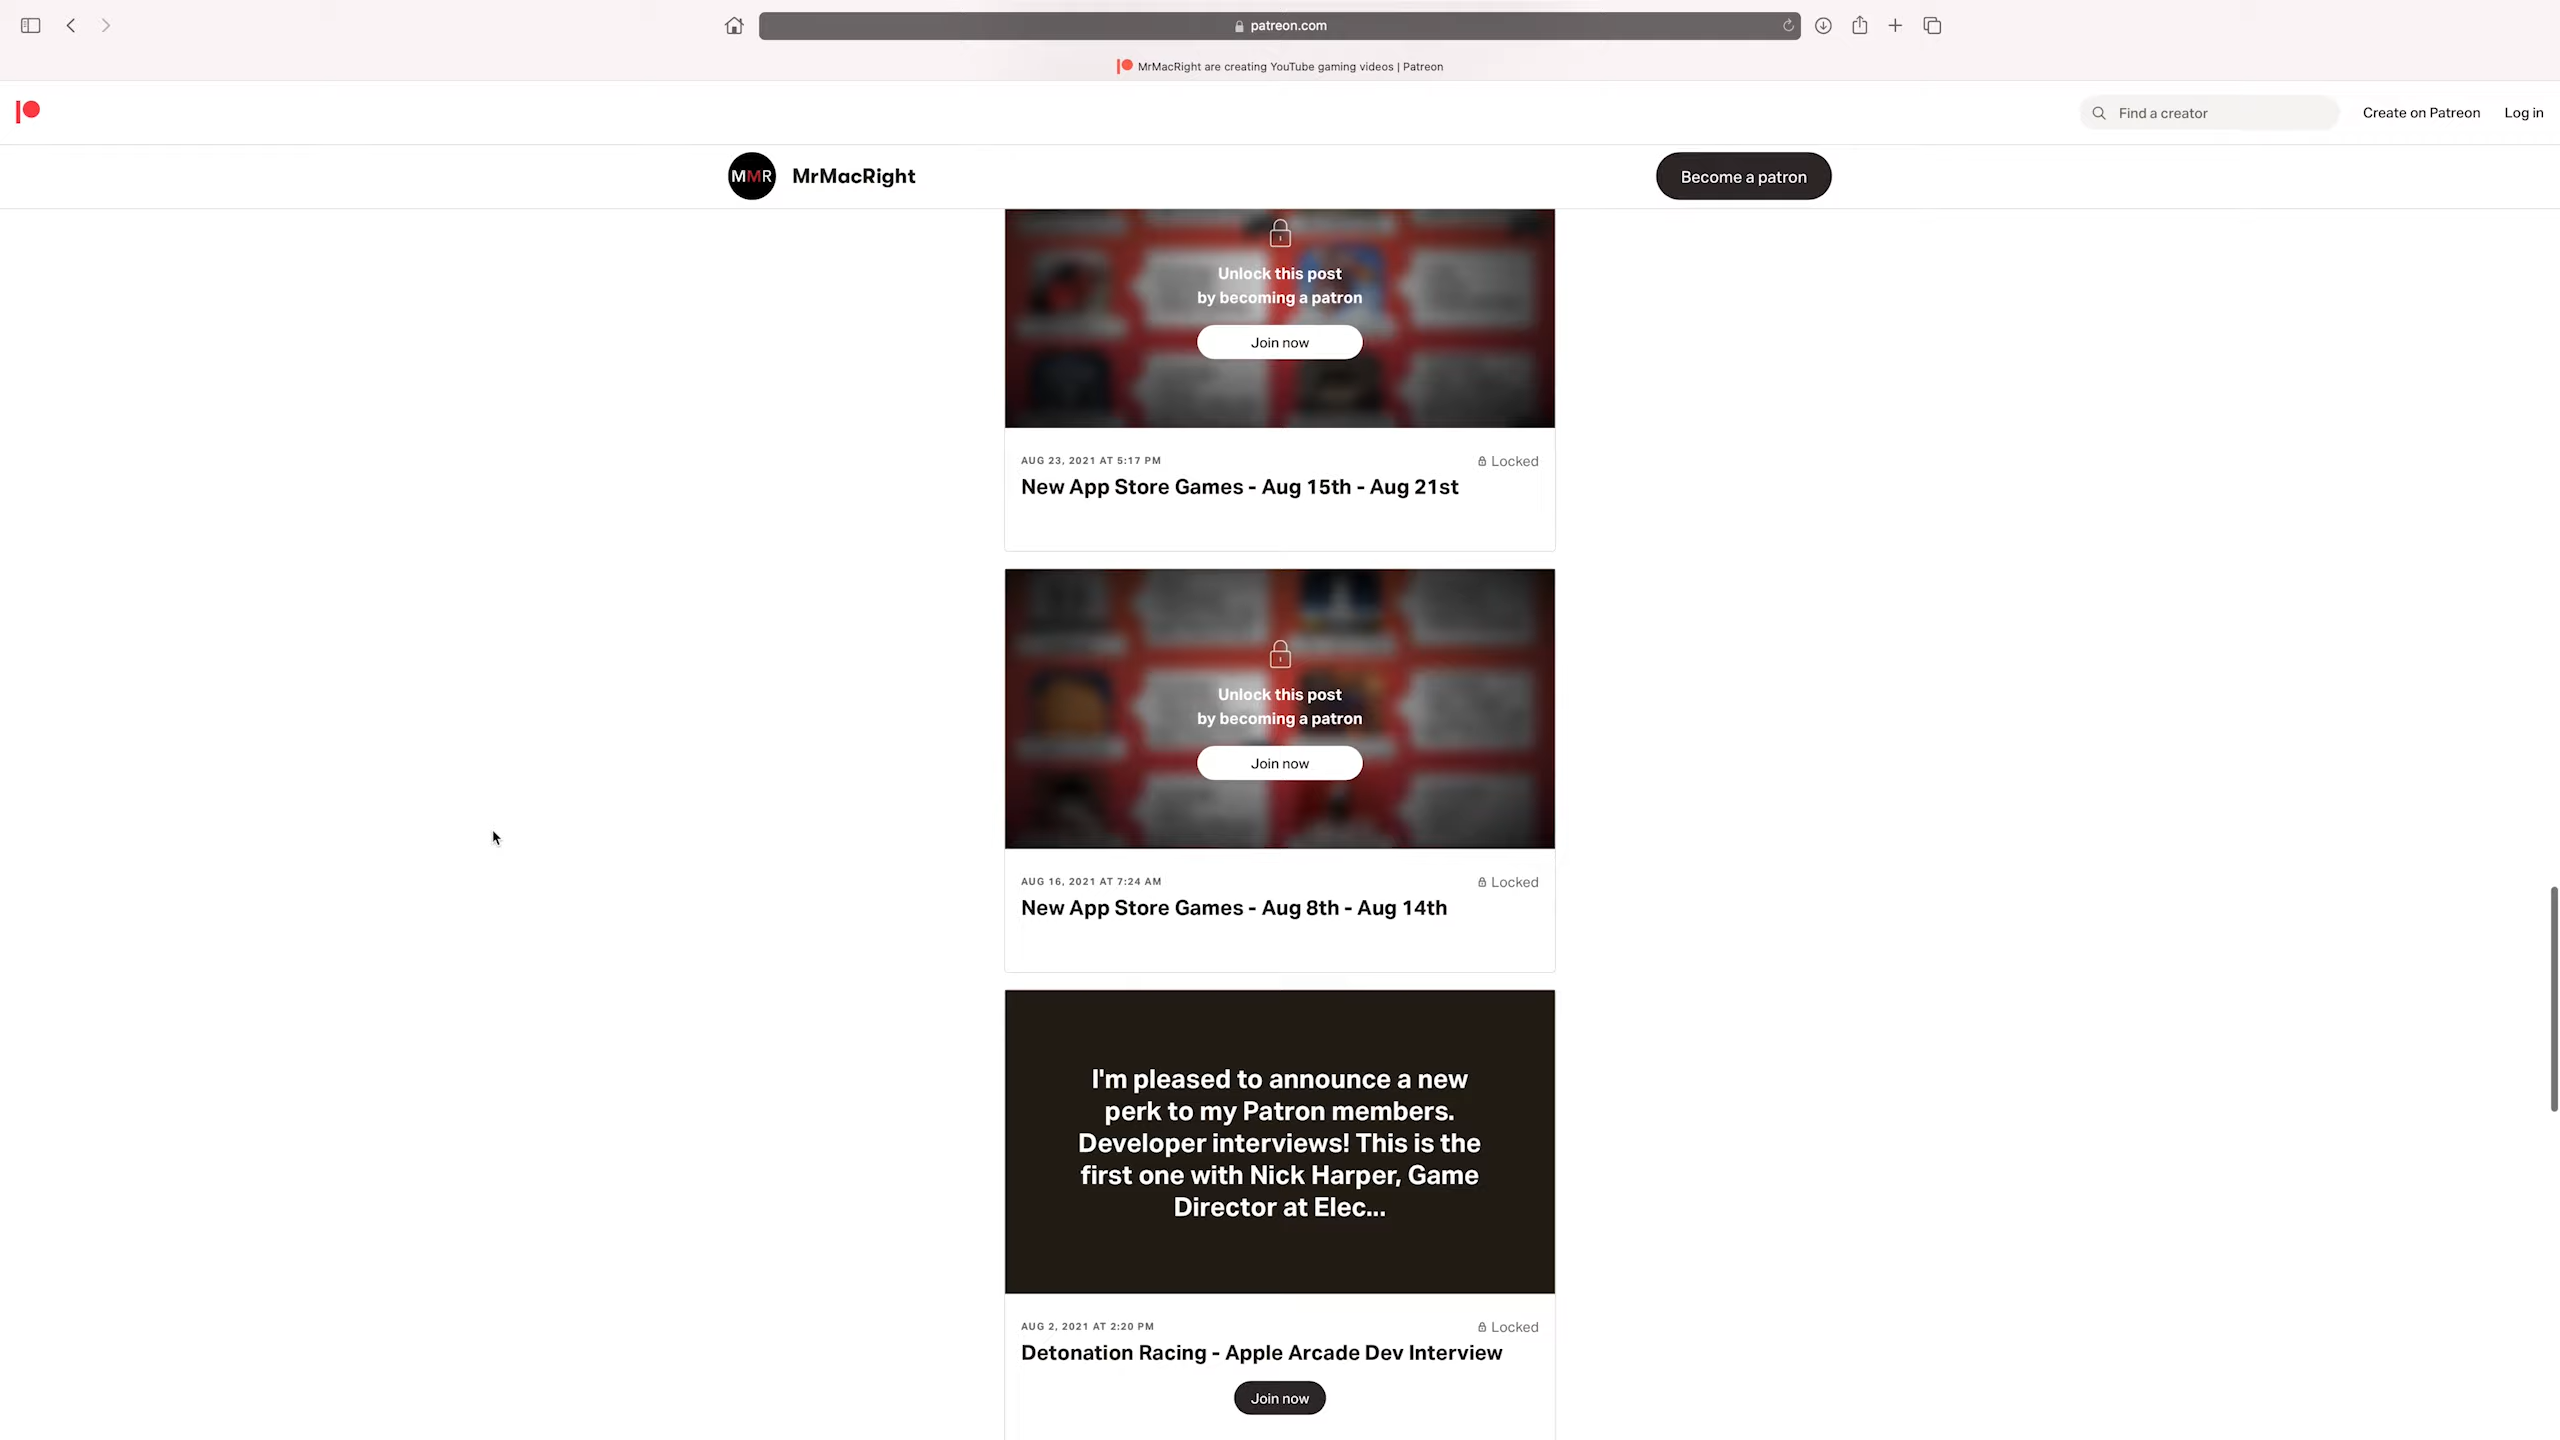 patreon.com
MrMacRight are creating YouTube gaming videos | Patreon
Find a creator
Create on Patreon
Log in
MMR
MrMacRight
Become a patron
Unlock this post
by becoming a patron
Join now
AUG 23, 2021 AT 5:17 PM
Locked
New App Store Games - Aug 15th - Aug 21st
Unlock this post
by becoming a patron
Join now
AUG 16, 2021 AT 7:24 AM
Locked
New App Store Games - Aug 8th - Aug 14th
I'm pleased to announce a new
perk to my Patron members.
Developer interviews! This is the
first one with Nick Harper, Game
Director at Elec...
AUG 2, 2021 AT 2:20 PM
Locked
Detonation Racing - Apple Arcade Dev Interview
Join now